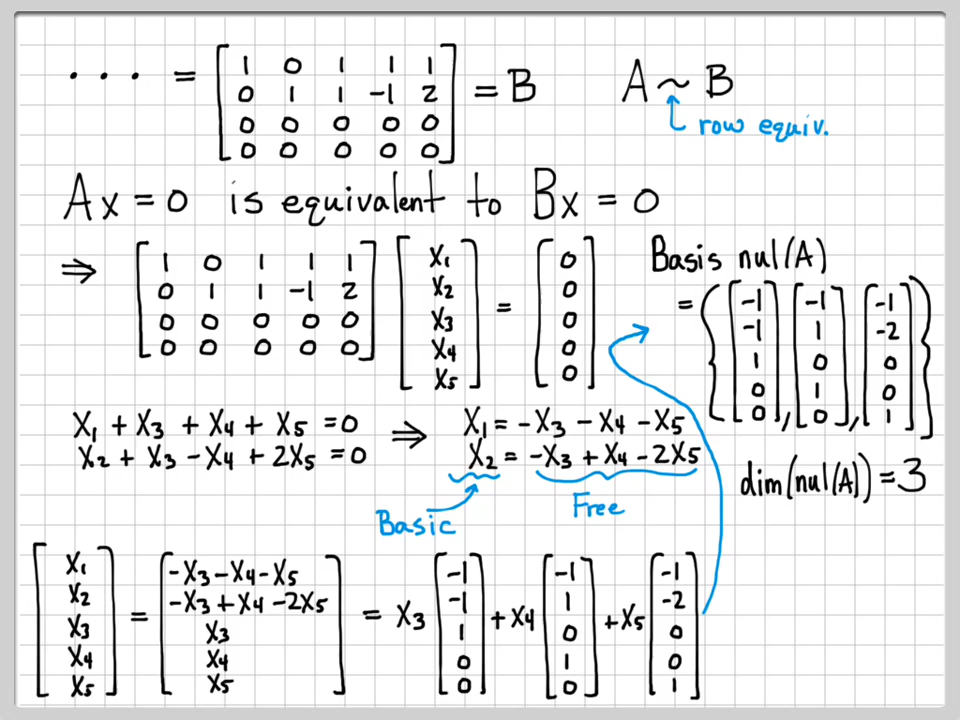 ... = [ 1 0 1 1 1 ] = B   A ~ B
[ 0 1 1 -1 2 ]
[ 0 0 0 0 0 ]
[ 0 0 0 0 0 ]
row equiv.
Ax = 0 is equivalent to Bx = 0
⇒ [ 1 0 1 1 1 ] [ x1 ] = [ 0 ]
[ 0 1 1 -1 2 ] [ x2 ] [ 0 ]
[ 0 0 0 0 0 ] [ x3 ] [ 0 ]
[ 0 0 0 0 0 ] [ x4 ] [ 0 ]
[ x5 ] [ 0 ]
Basis nul(A)
= { [ -1 ] , [ -1 ] , [ -1 ] }
[ -1 ] [ 1 ] [ -2 ]
[ 1 ] [ 0 ] [ 0 ]
[ 0 ] [ 1 ] [ 0 ]
[ 0 ] [ 0 ] [ 1 ]
dim(nul(A)) = 3
x1 + x3 + x4 + x5 = 0 ⇒ x1 = -x3 - x4 - x5
x2 + x3 - x4 + 2x5 = 0   x2 = -x3 + x4 - 2x5
Basic   Free
[ x1 ] = [ -x3 - x4 - x5 ] = x3 [ -1 ] + x4 [ -1 ] + x5 [ -1 ]
[ x2 ] [ -x3 + x4 - 2x5 ] [ -1 ] [ 1 ] [ -2 ]
[ x3 ] [ x3 ] [ 1 ] [ 0 ] [ 0 ]
[ x4 ] [ x4 ] [ 0 ] [ 1 ] [ 0 ]
[ x5 ] [ x5 ] [ 0 ] [ 0 ] [ 1 ]